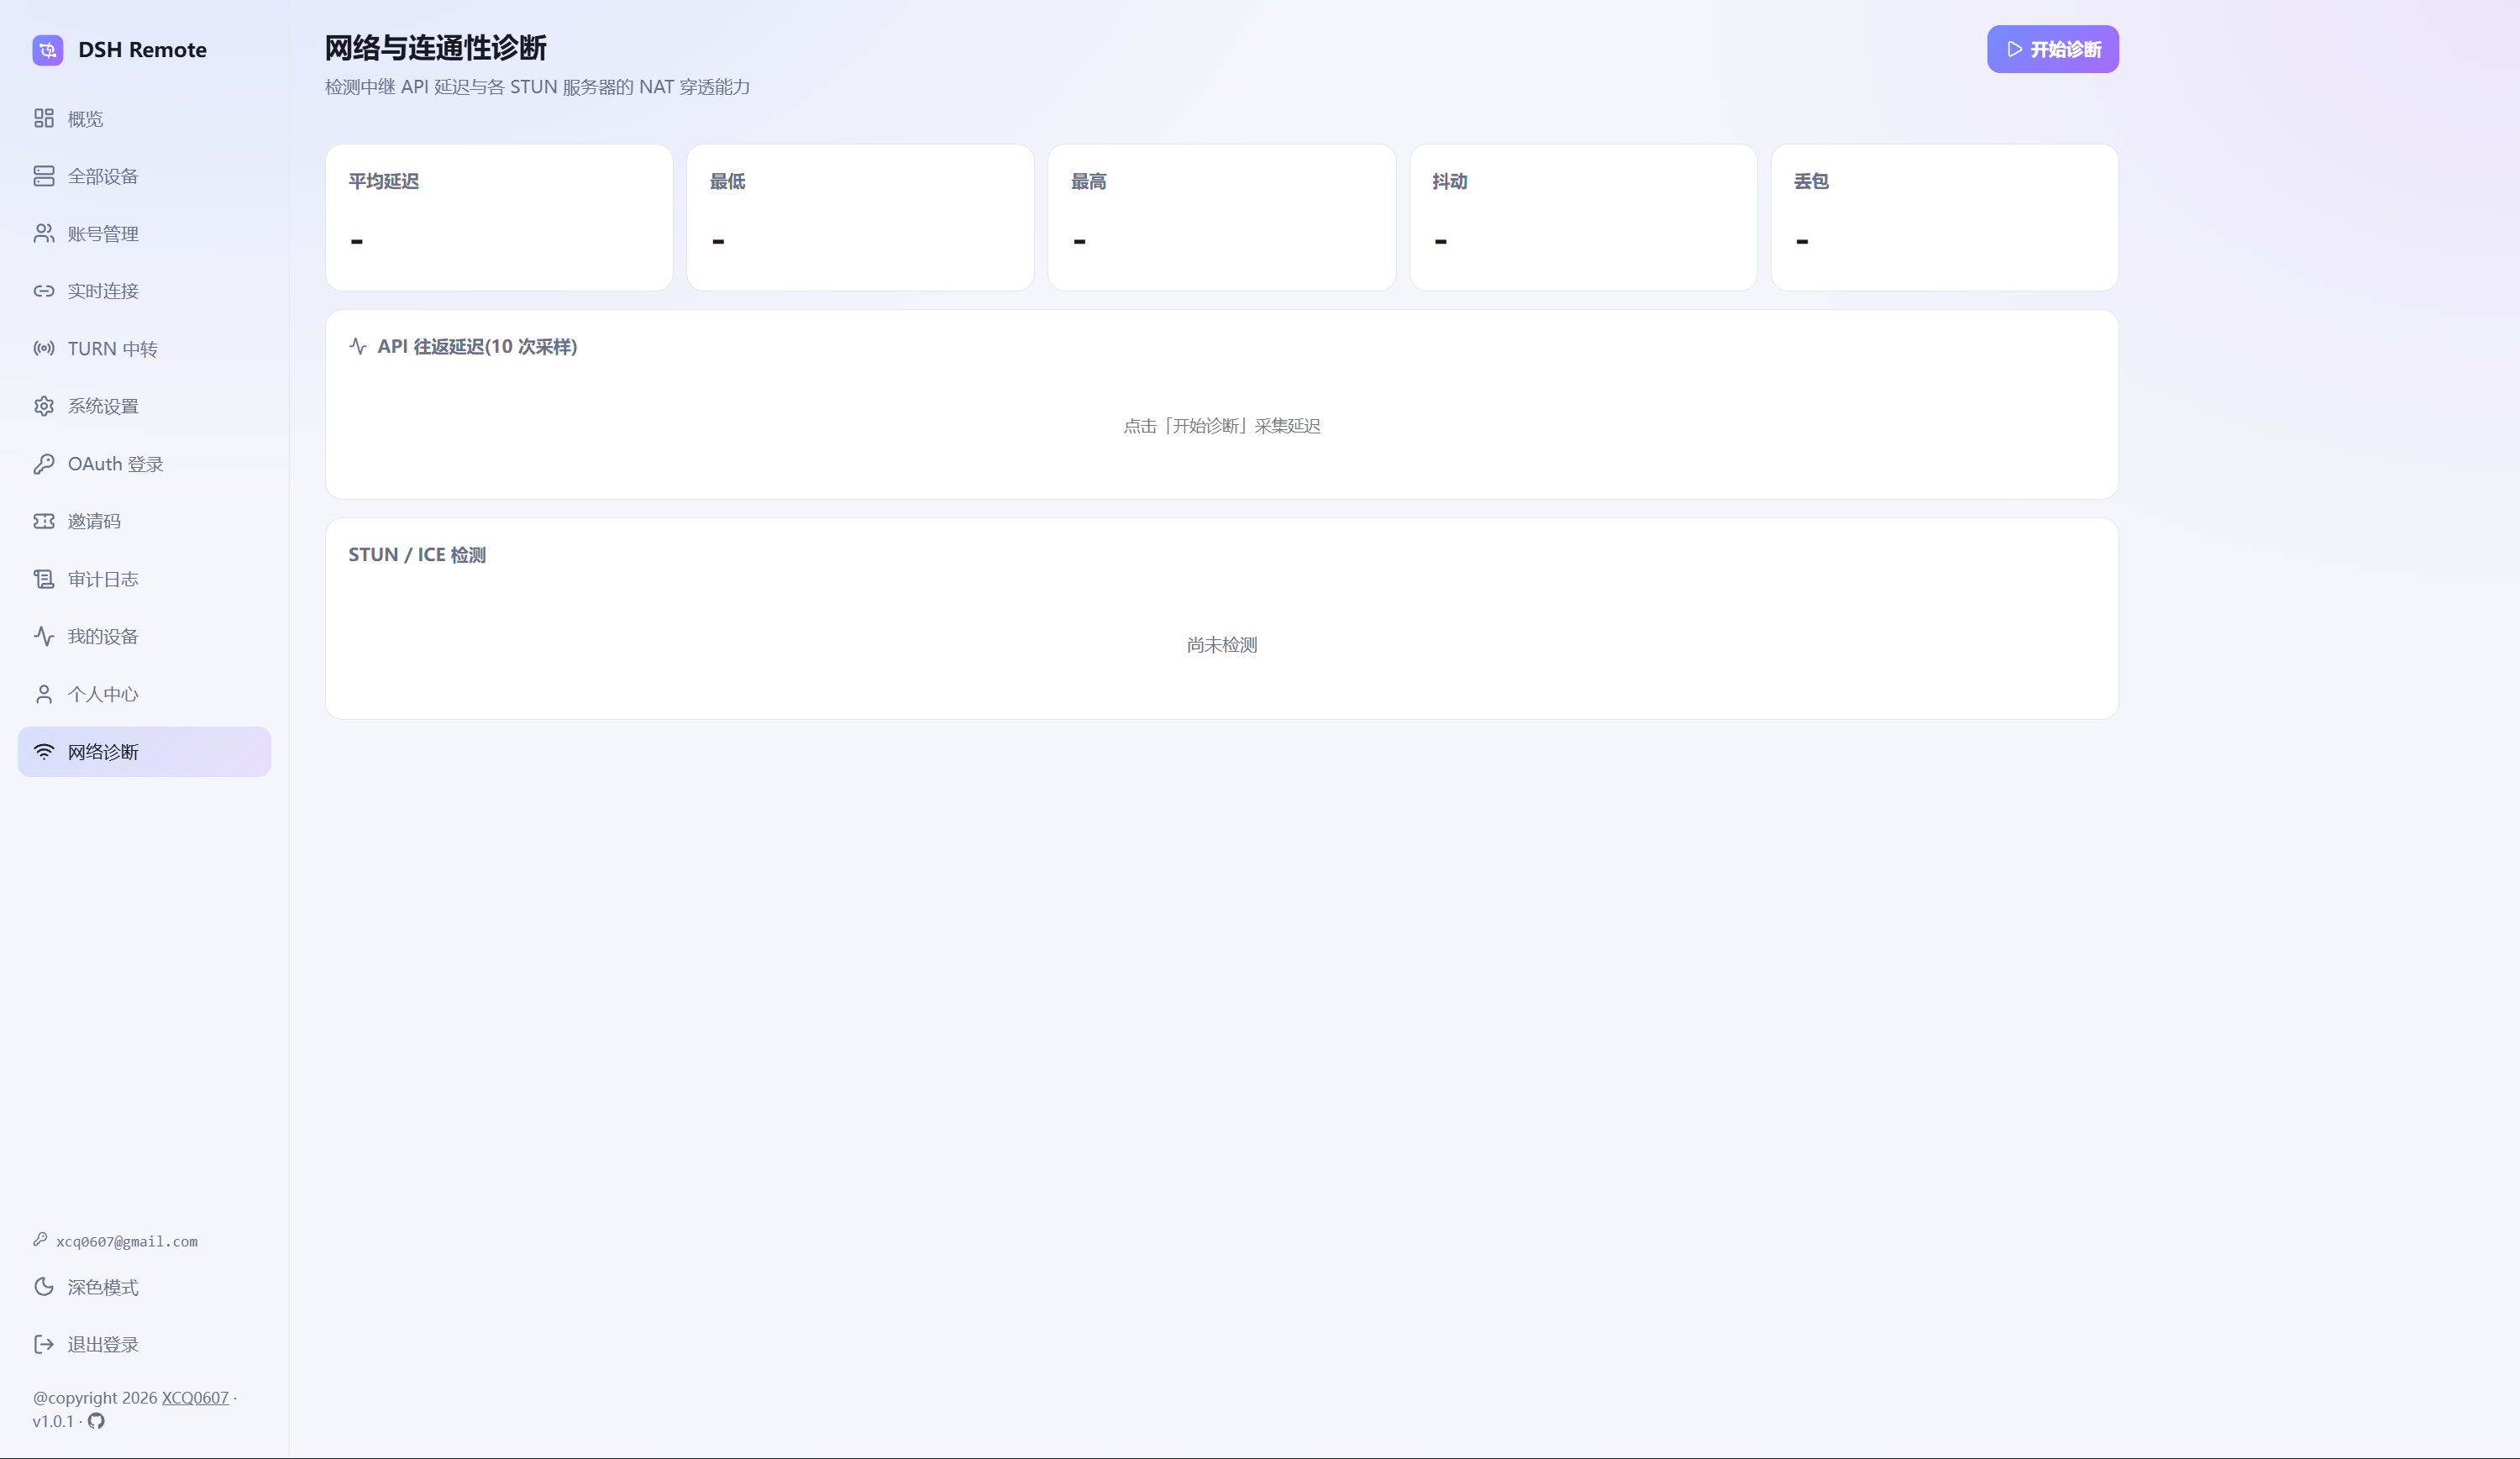 DSH Remote
概览
全部设备
账号管理
实时连接
TURN 中转
系统设置
OAuth 登录
邀请码
审计日志
我的设备
个人中心
网络诊断
xcq0607@gmail.com
深色模式
退出登录
@copyright 2026 XCQ0607 ·
v1.0.1 ·
网络与连通性诊断
检测中继 API 延迟与各 STUN 服务器的 NAT 穿透能力
开始诊断
平均延迟
-
最低
-
最高
-
抖动
-
丢包
-
API 往返延迟(10 次采样)
点击「开始诊断」采集延迟
STUN / ICE 检测
尚未检测